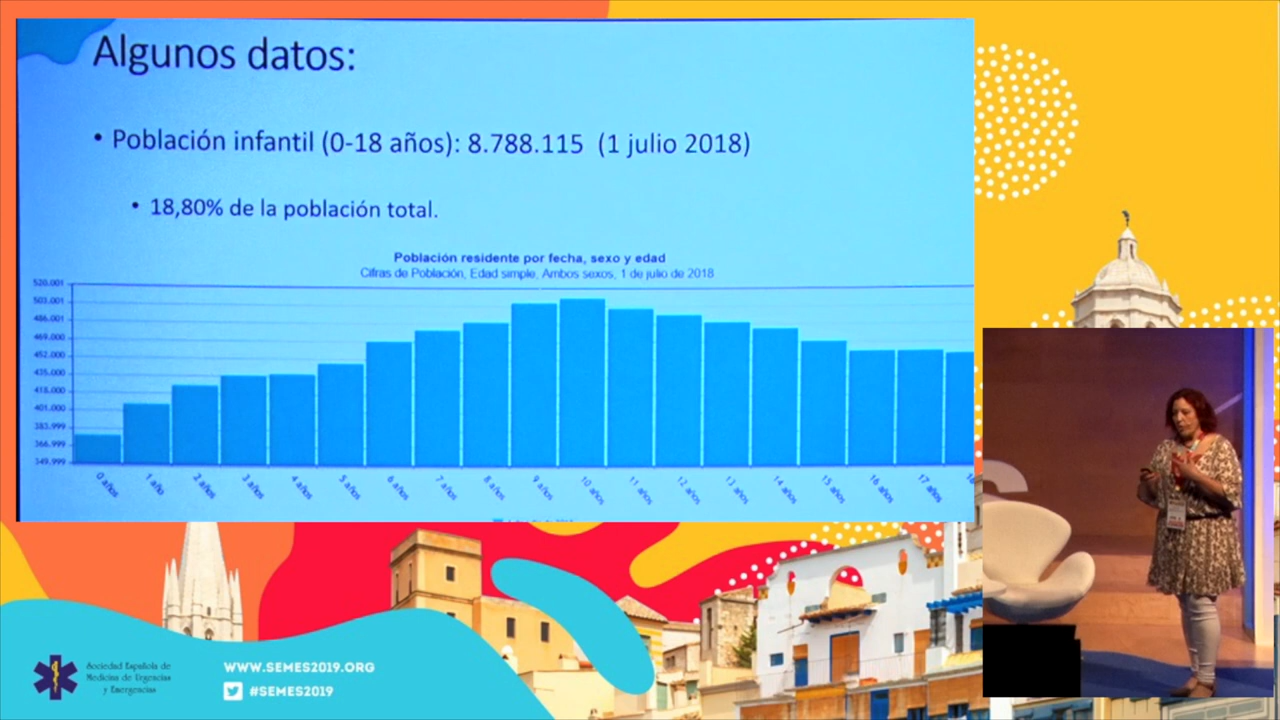 Algunos datos:
• Población infantil (0-18 años): 8.788.115 (1 julio 2018)
• 18,80% de la población total.
Población residente por fecha, sexo y edad
Cifras de Población, Edad simple, Ambos sexos, 1 de julio de 2018
520.001
503.001
486.001
469.000
452.000
435.000
418.000
401.000
383.999
366.999
349.999
0 años
1 año
2 años
3 años
4 años
5 años
6 años
7 años
8 años
9 años
10 años
11 años
12 años
13 años
14 años
15 años
16 años
17 años
Sociedad Española de
Medicina de Urgencias
y Emergencias
WWW.SEMES2019.ORG
#SEMES2019